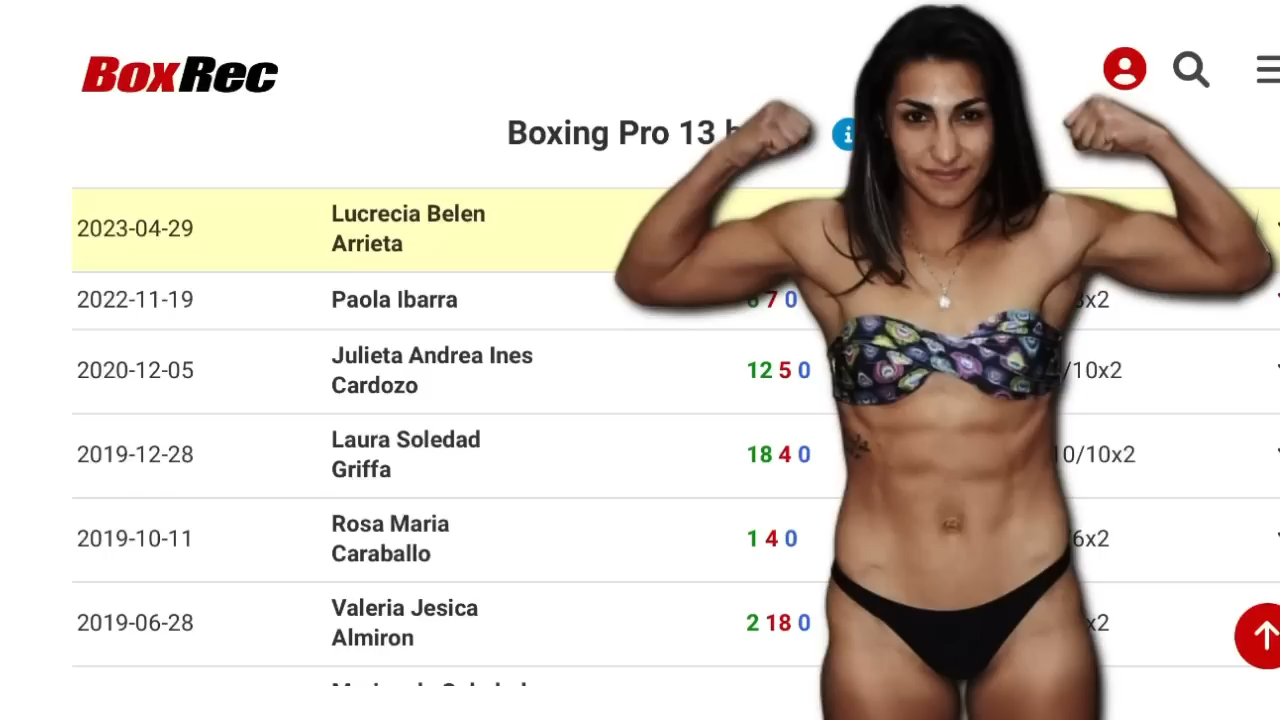 BoxRec
Boxing Pro 13
2023-04-29 Lucrecia Belen
Arrieta
2022-11-19 Paola Ibarra 7 0 x2
2020-12-05 Julieta Andrea Ines
Cardozo 12 5 0 /10x2
2019-12-28 Laura Soledad
Griffa 18 4 0 10/10x2
2019-10-11 Rosa Maria
Caraballo 1 4 0 6x2
2019-06-28 Valeria Jesica
Almiron 2 18 0 x2